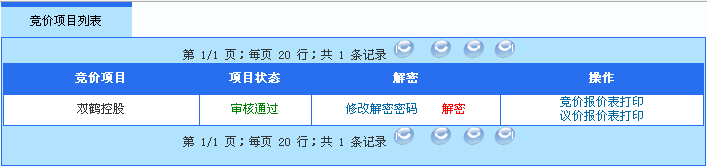 竞价项目列表
第 1/1 页；每页 20 行；共 1 条记录
竞价项目 项目状态 解密 操作
双鹤控股 审核通过 修改解密密码 解密 竞价报价表打印
议价报价表打印
第 1/1 页；每页 20 行；共 1 条记录